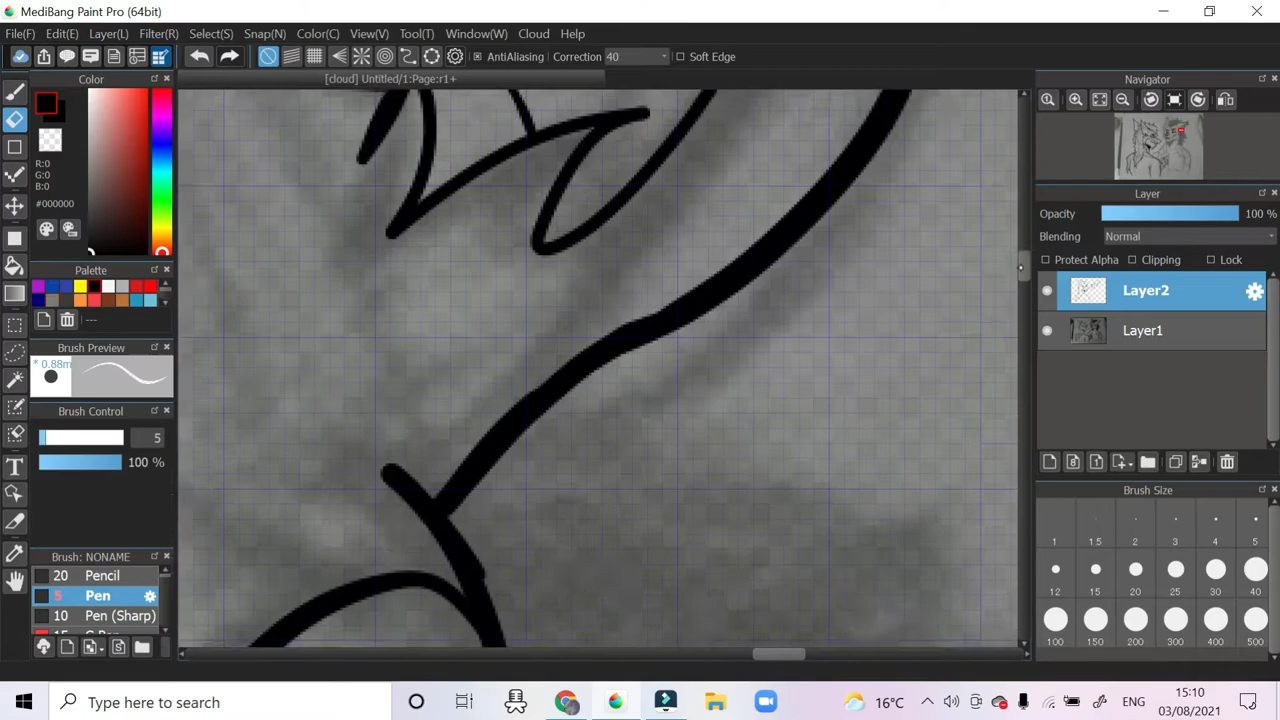 MediBang Paint Pro (64bit)
File(F) Edit(E) Layer(L) Filter(R) Select(S) Snap(N) Color(C) View(V) Tool(T) Window(W) Cloud Help
AntiAliasing Correction 40 Soft Edge
Color
[cloud] Untitled/1:Page:r1+
Navigator
R:0
G:0
B:0
#000000
Layer
Opacity 100 %
Blending Normal
Protect Alpha Clipping Lock
Palette
Layer2
---
Layer1
Brush Preview
* 0.88m
Brush Control
5
100 %
T
Brush Size
1 1.5 2 3 4 5
Brush: NONAME
20 Pencil
12 15 20 25 30 40
5 Pen
10 Pen (Sharp)
100 150 200 300 400 500
Type here to search
16°C
ENG
15:10
03/08/2021